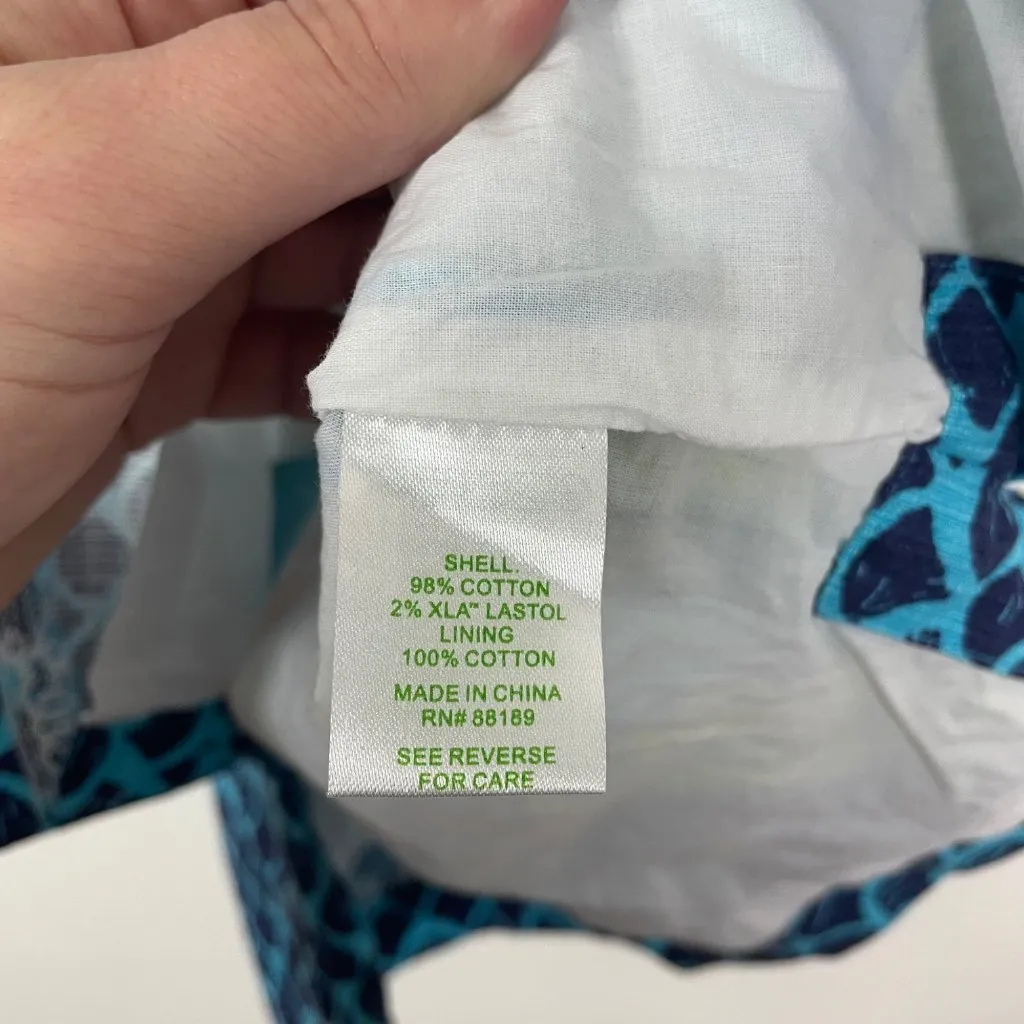 SHELL.
98% COTTON
2% XLA™ LASTOL
LINING
100% COTTON
MADE IN CHINA
RN# 88189
SEE REVERSE
FOR CARE